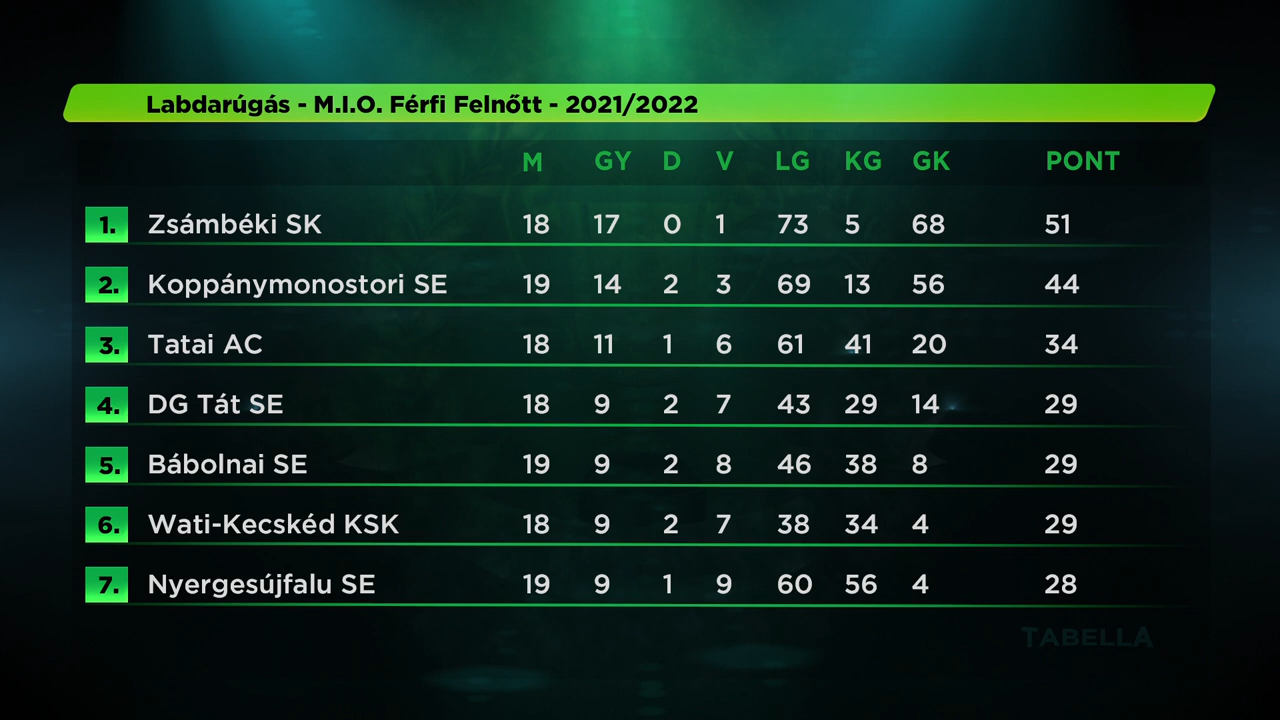 Labdarúgás - M.I.O. Férfi Felnőtt - 2021/2022
M GY D V LG KG GK PONT
1. Zsámbéki SK 18 17 0 1 73 5 68 51
2. Koppánymonostori SE 19 14 2 3 69 13 56 44
3. Tatai AC 18 11 1 6 61 41 20 34
4. DG Tát SE 18 9 2 7 43 29 14 29
5. Bábolnai SE 19 9 2 8 46 38 8 29
6. Wati-Kecskéd KSK 18 9 2 7 38 34 4 29
7. Nyergesújfalu SE 19 9 1 9 60 56 4 28
TABELLA